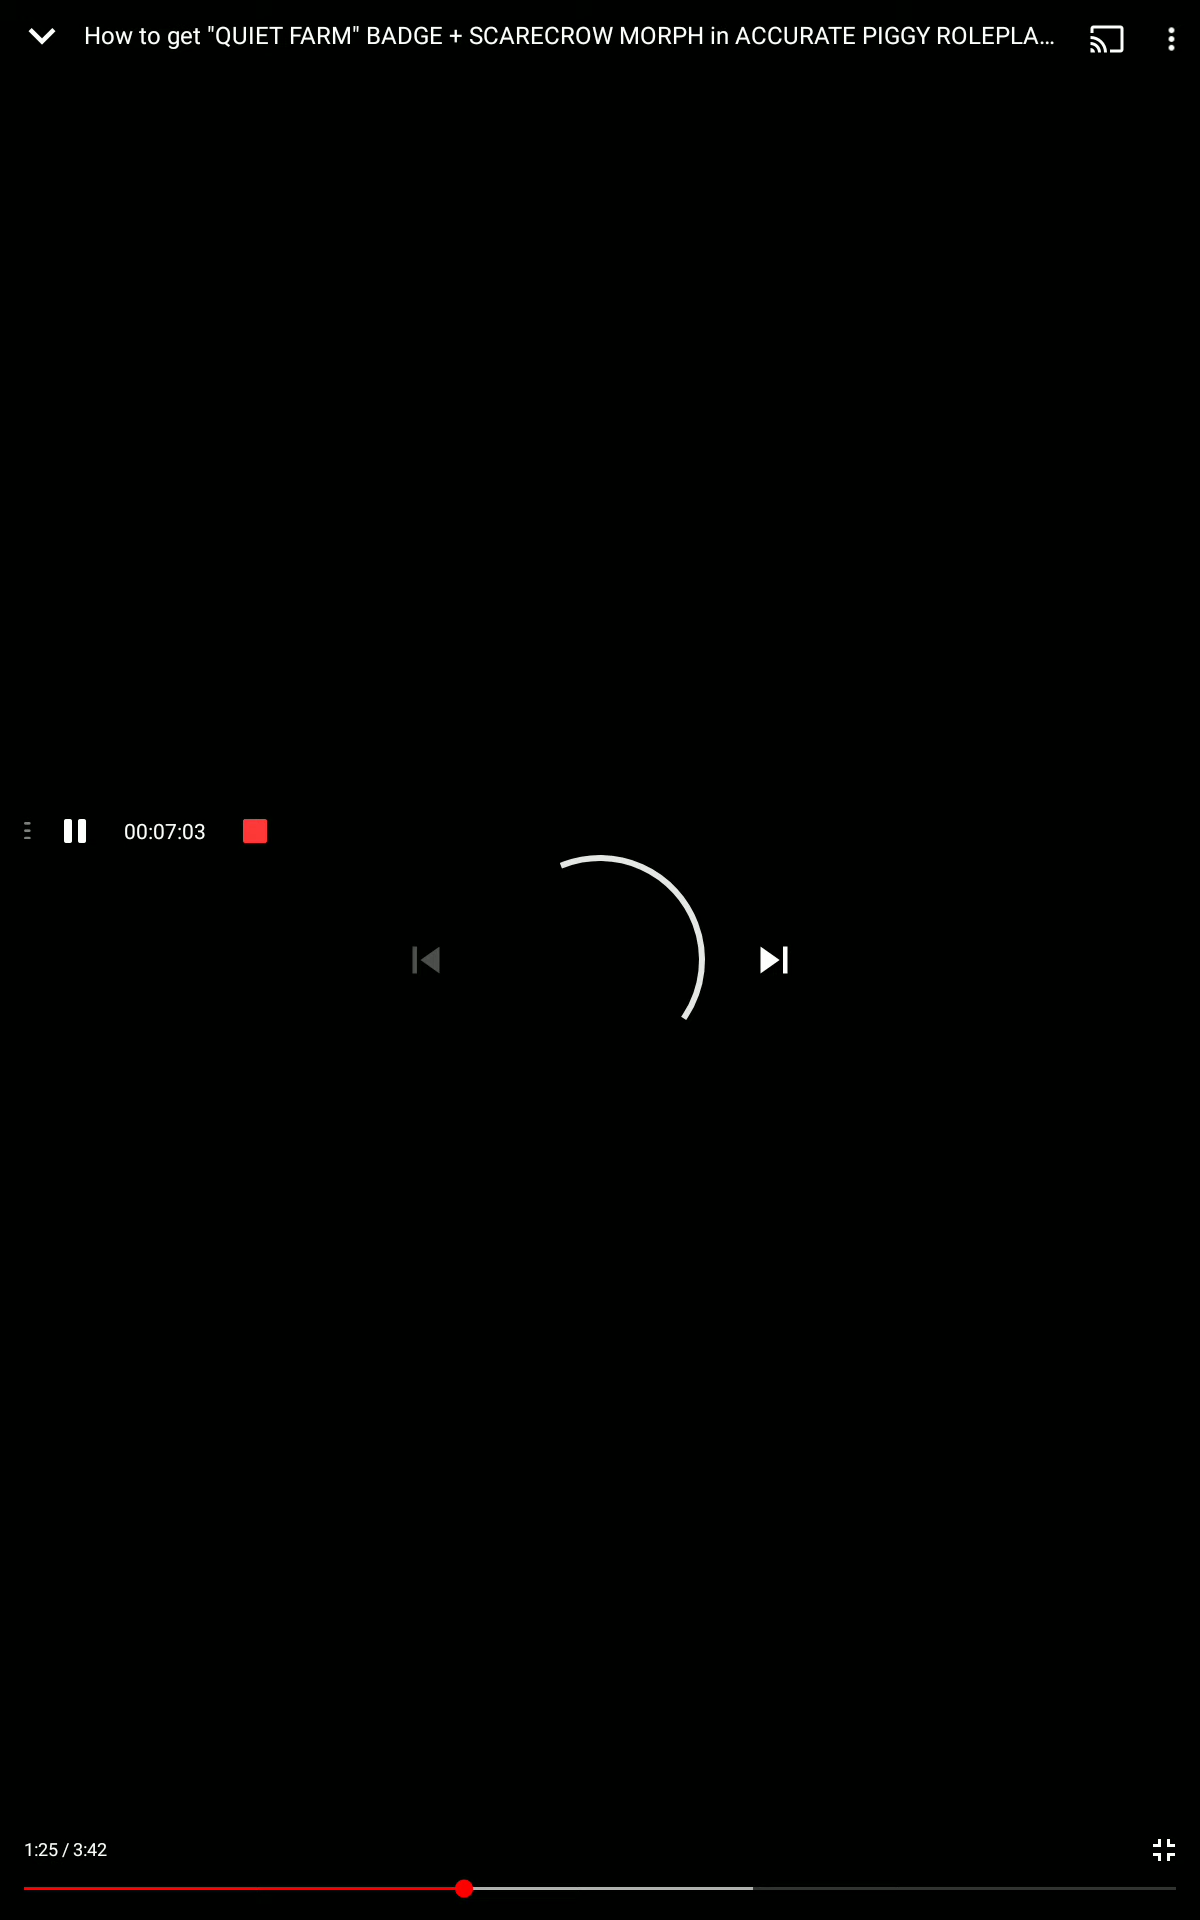 How to get "QUIET FARM" BADGE + SCARECROW MORPH in ACCURATE PIGGY ROLEPLA...
00:07:03
1:25 / 3:42